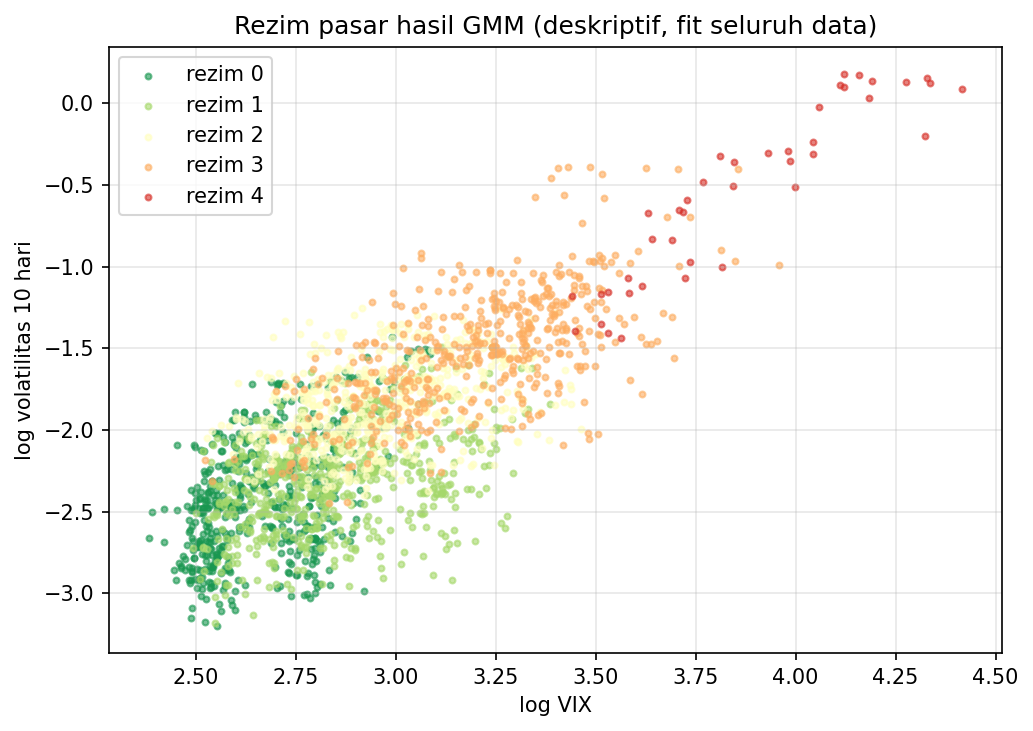 Rezim pasar hasil GMM (deskriptif, fit seluruh data)
rezim 0
rezim 1
rezim 2
rezim 3
rezim 4
0.0
−0.5
−1.0
−1.5
−2.0
−2.5
−3.0
log volatilitas 10 hari
2.50 2.75 3.00 3.25 3.50 3.75 4.00 4.25 4.50
log VIX